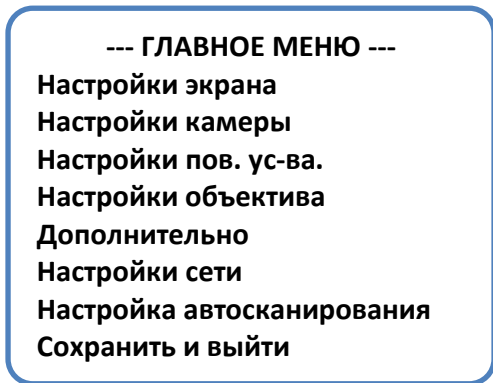 --- ГЛАВНОЕ МЕНЮ ---
Настройки экрана
Настройки камеры
Настройки пов. ус-ва.
Настройки объектива
Дополнительно
Настройки сети
Настройка автосканирования
Сохранить и выйти